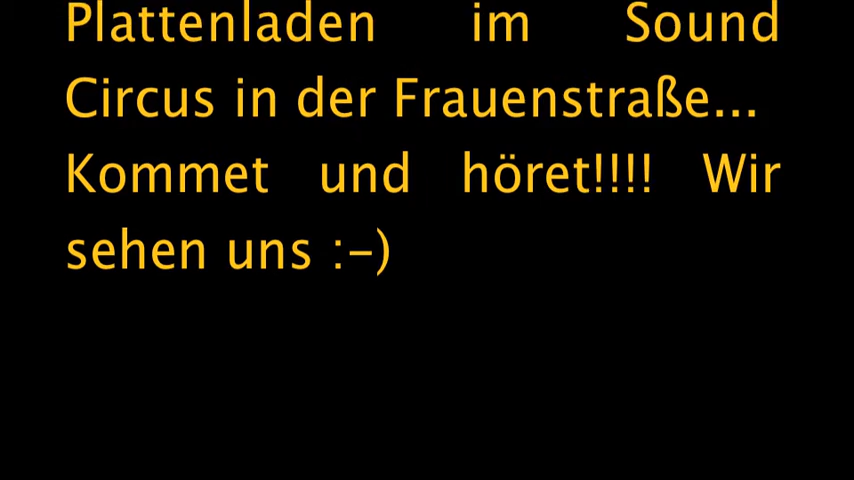 Plattenladen im Sound
Circus in der Frauenstraße...
Kommet und höret!!!! Wir
sehen uns :-)